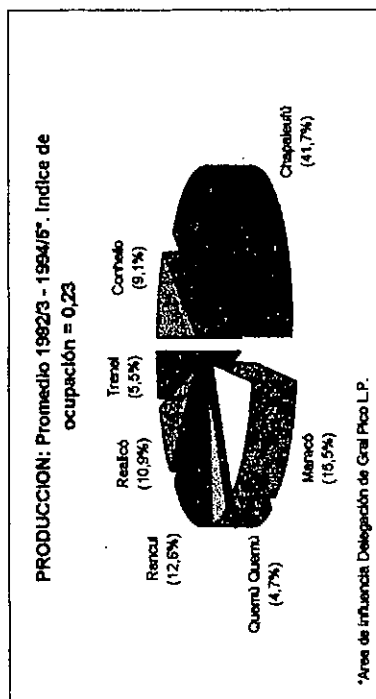 PRODUCCION: Promedio 1992/3 - 1994/5*. Indice de
ocupación = 0,23
Conhelo
(9,1%)
Chapaleufú
(41,7%)
Maracó
(15,5%)
Quemú Quemú
(4,7%)
Rancul
(12,6%)
Realicó
(10,9%)
Trenel
(5,5%)
*Area de influencia Delegación de Gral Pico L.P.